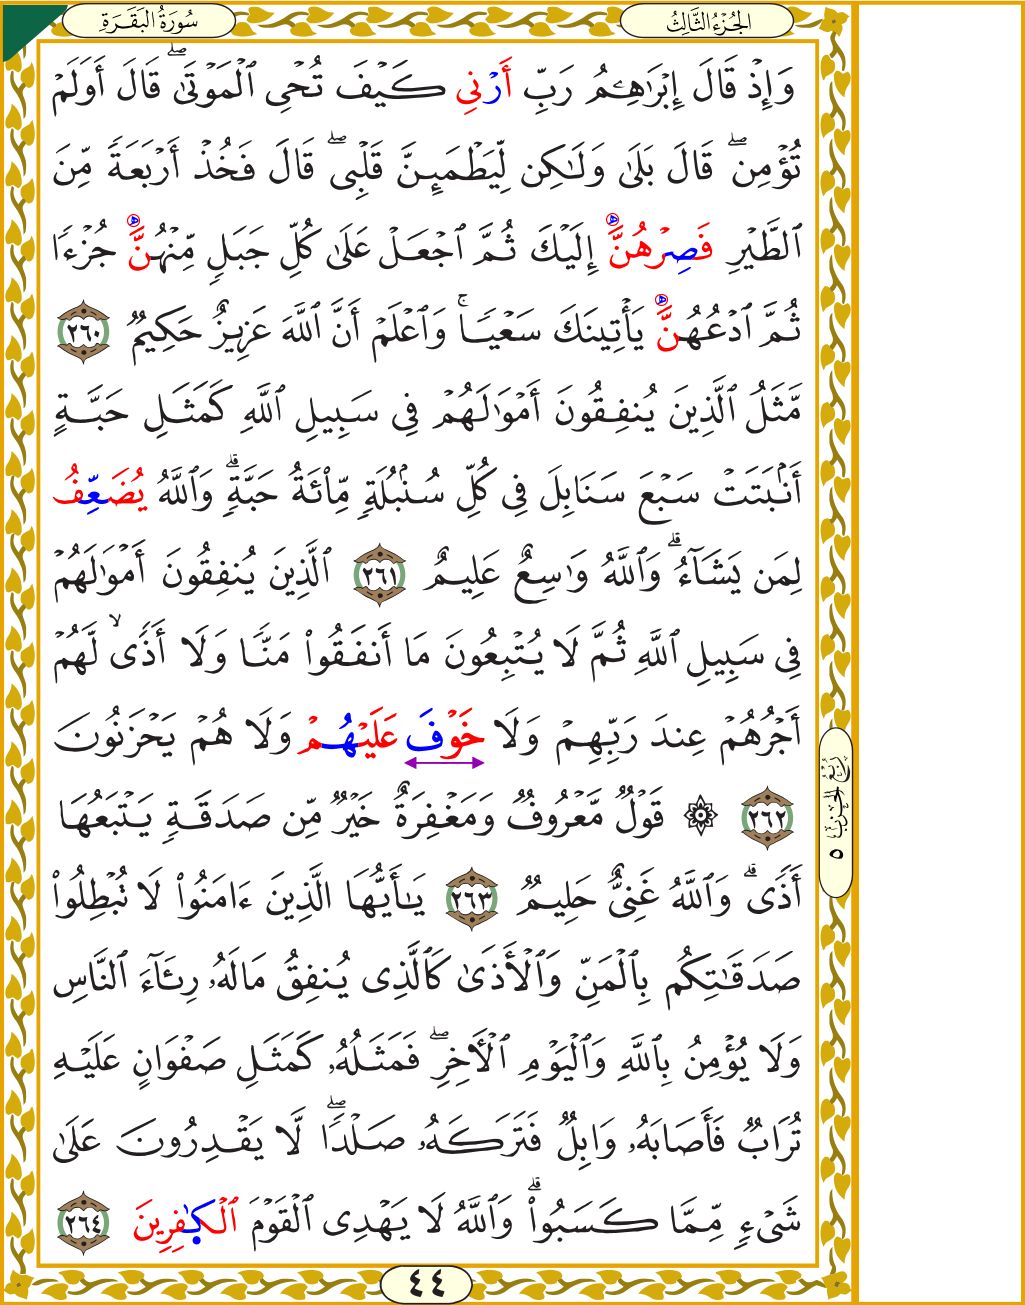 الجُزْءُ الثَّالِثُ
سُورَةُ البَقَرَةِ
وَإِذْ قَالَ إِبْرَٰهِـۧمُ رَبِّ أَرْنِي كَيْفَ تُحْيِ ٱلْمَوْتَىٰۖ قَالَ أَوَلَمْ
تُؤْمِنۖ قَالَ بَلَىٰ وَلَٰكِن لِّيَطْمَئِنَّ قَلْبِيۖ قَالَ فَخُذْ أَرْبَعَةً مِّنَ
ٱلطَّيْرِ فَصِرْهُنَّ ه إِلَيْكَ ثُمَّ ٱجْعَلْ عَلَىٰ كُلِّ جَبَلٍ مِّنْهُنَّ ه جُزْءًا
ثُمَّ ٱدْعُهُنَّ ه يَأْتِينَكَ سَعْيًاۚ وَٱعْلَمْ أَنَّ ٱللَّهَ عَزِيزٌ حَكِيمٌ ٢٦٠
مَّثَلُ ٱلَّذِينَ يُنفِقُونَ أَمْوَٰلَهُمْ فِي سَبِيلِ ٱللَّهِ كَمَثَلِ حَبَّةٍ
أَنۢبَتَتْ سَبْعَ سَنَابِلَ فِي كُلِّ سُنۢبُلَةٍ مِّاْئَةُ حَبَّةٍۗ وَٱللَّهُ يُضَعِّفُ
لِمَن يَشَآءُۗ وَٱللَّهُ وَٰسِعٌ عَلِيمٌ ٢٦١ ٱلَّذِينَ يُنفِقُونَ أَمْوَٰلَهُمْ
فِي سَبِيلِ ٱللَّهِ ثُمَّ لَا يُتْبِعُونَ مَا أَنفَقُواْ مَنًّا وَلَا أَذًىۙ لَّهُمْ
أَجْرُهُمْ عِندَ رَبِّهِمْ وَلَا خَوْفَ عَلَيْهُمْ وَلَا هُمْ يَحْزَنُونَ
٢٦٢ ۞ قَوْلٌ مَّعْرُوفٌ وَمَغْفِرَةٌ خَيْرٌ مِّن صَدَقَةٍ يَتْبَعُهَا
أَذًىۗ وَٱللَّهُ غَنِيٌّ حَلِيمٌ ٢٦٣ يَٰأَيُّهَا ٱلَّذِينَ ءَامَنُواْ لَا تُبْطِلُواْ
صَدَقَٰتِكُم بِٱلْمَنِّ وَٱلْأَذَىٰ كَٱلَّذِي يُنفِقُ مَالَهُۥ رِئَآءَ ٱلنَّاسِ
وَلَا يُؤْمِنُ بِٱللَّهِ وَٱلْيَوْمِ ٱلْأَخِرِۖ فَمَثَلُهُۥ كَمَثَلِ صَفْوَانٍ عَلَيْهِ
تُرَابٌ فَأَصَابَهُۥ وَابِلٌ فَتَرَكَهُۥ صَلْدًاۖ لَّا يَقْدِرُونَ عَلَىٰ
شَيْءٍ مِّمَّا كَسَبُواْۗ وَٱللَّهُ لَا يَهْدِي ٱلْقَوْمَ ٱلْكَٰفِرِينَ ٢٦٤
رُبُعُ الحِزْبِ ٥
٤٤